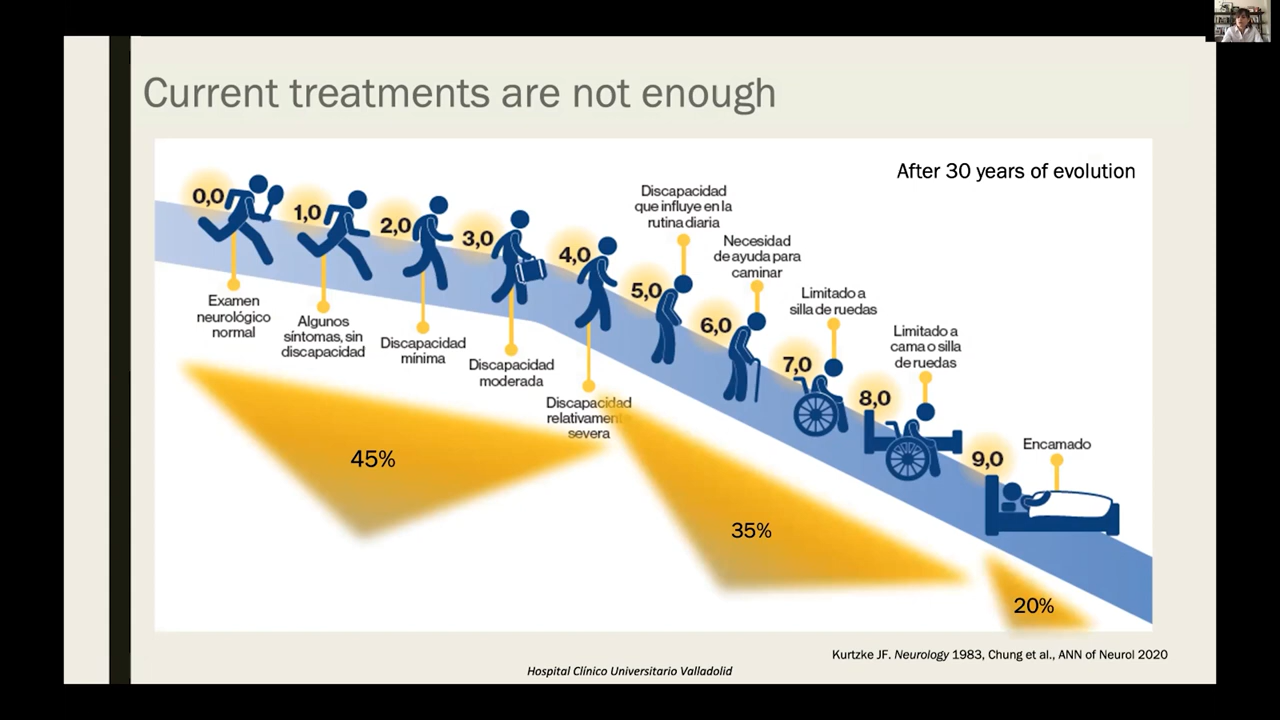 Current treatments are not enough
After 30 years of evolution
0,0
1,0
2,0
3,0
4,0
5,0
6,0
7,0
8,0
9,0
Examen
neurológico
normal
Algunos
síntomas, sin
discapacidad
Discapacidad
mínima
Discapacidad
moderada
Discapacidad
relativament
severa
Discapacidad
que influye en la
rutina diaria
Necesidad
de ayuda para
caminar
Limitado a
silla de ruedas
Limitado a
cama o silla
de ruedas
Encamado
45%
35%
20%
Kurtzke JF. Neurology 1983, Chung et al., ANN of Neurol 2020
Hospital Clínico Universitario Valladolid